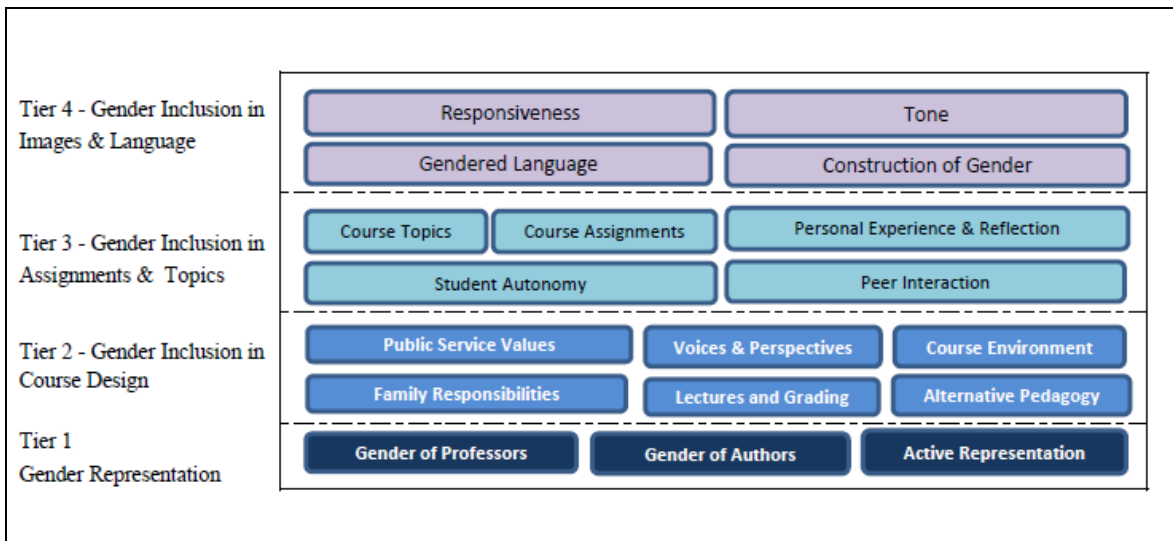 Tier 4 - Gender Inclusion in
Images & Language
Responsiveness
Tone
Gendered Language
Construction of Gender
Tier 3 - Gender Inclusion in
Assignments & Topics
Course Topics
Course Assignments
Personal Experience & Reflection
Student Autonomy
Peer Interaction
Tier 2 - Gender Inclusion in
Course Design
Public Service Values
Voices & Perspectives
Course Environment
Family Responsibilities
Lectures and Grading
Alternative Pedagogy
Tier 1
Gender Representation
Gender of Professors
Gender of Authors
Active Representation